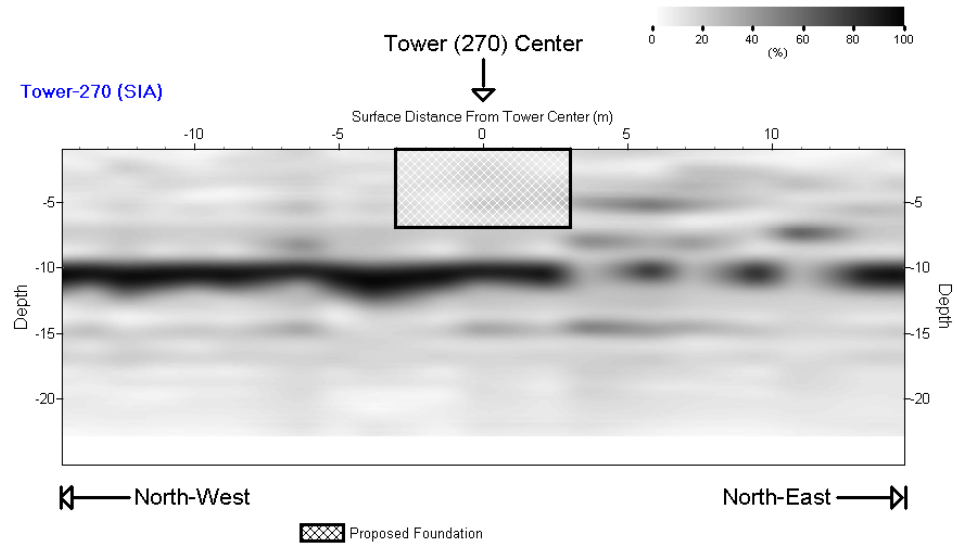 0 20 40 60 80 100
(%)
Tower (270) Center
Tower-270 (SIA)
Surface Distance From Tower Center (m)
-10 -5 0 5 10
-5 -5
-10 -10
Depth Depth
-15 -15
-20 -20
North-West North-East
Proposed Foundation